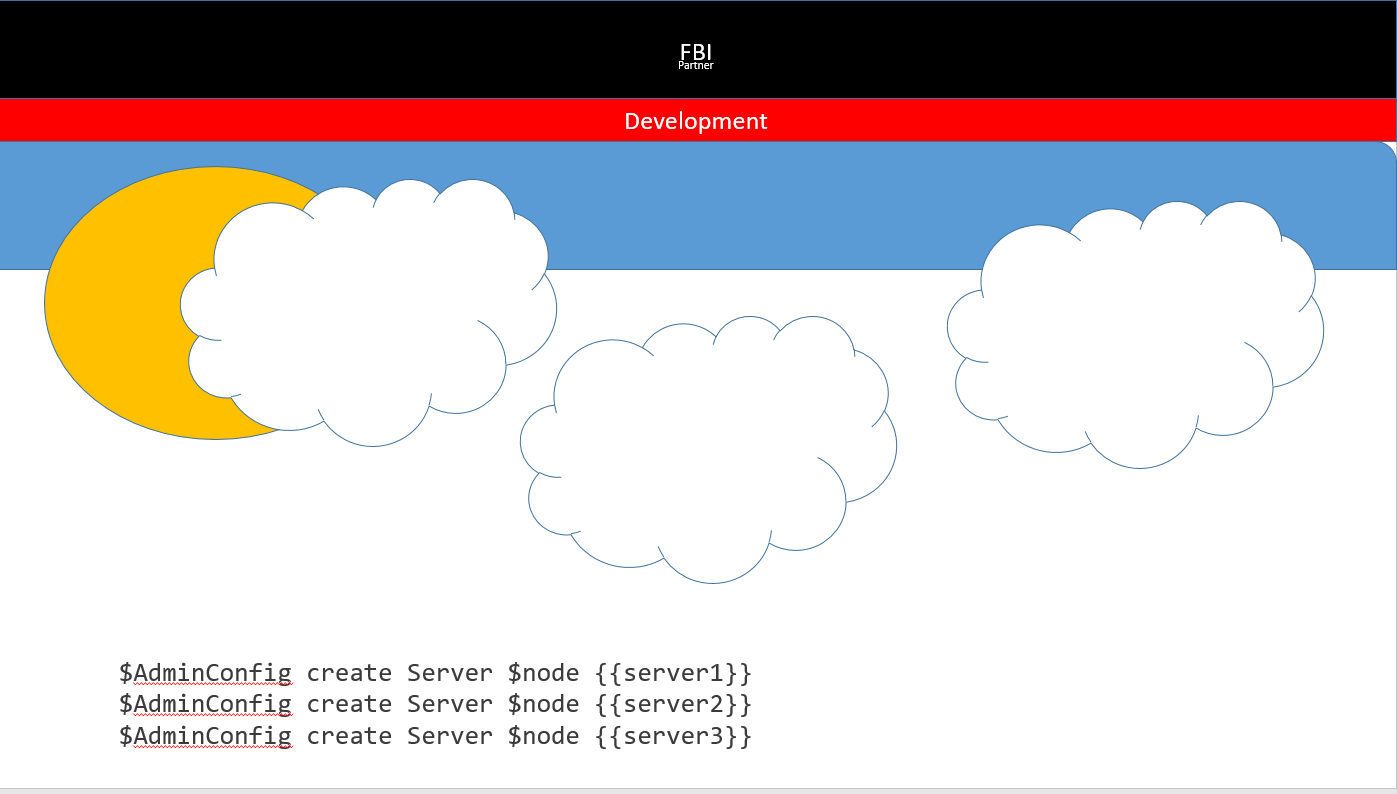 FBI
Partner
Development
$AdminConfig create Server $node {{server1}}
$AdminConfig create Server $node {{server2}}
$AdminConfig create Server $node {{server3}}